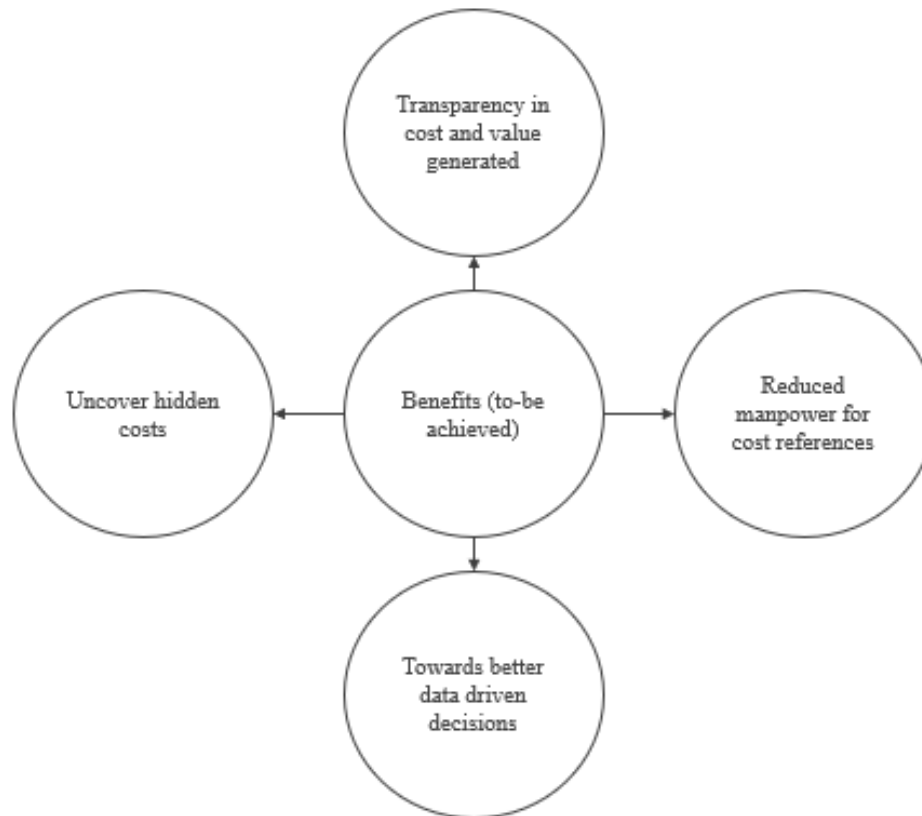 Transparency in
cost and value
generated
Uncover hidden
costs
Benefits (to-be
achieved)
Reduced
manpower for
cost references
Towards better
data driven
decisions